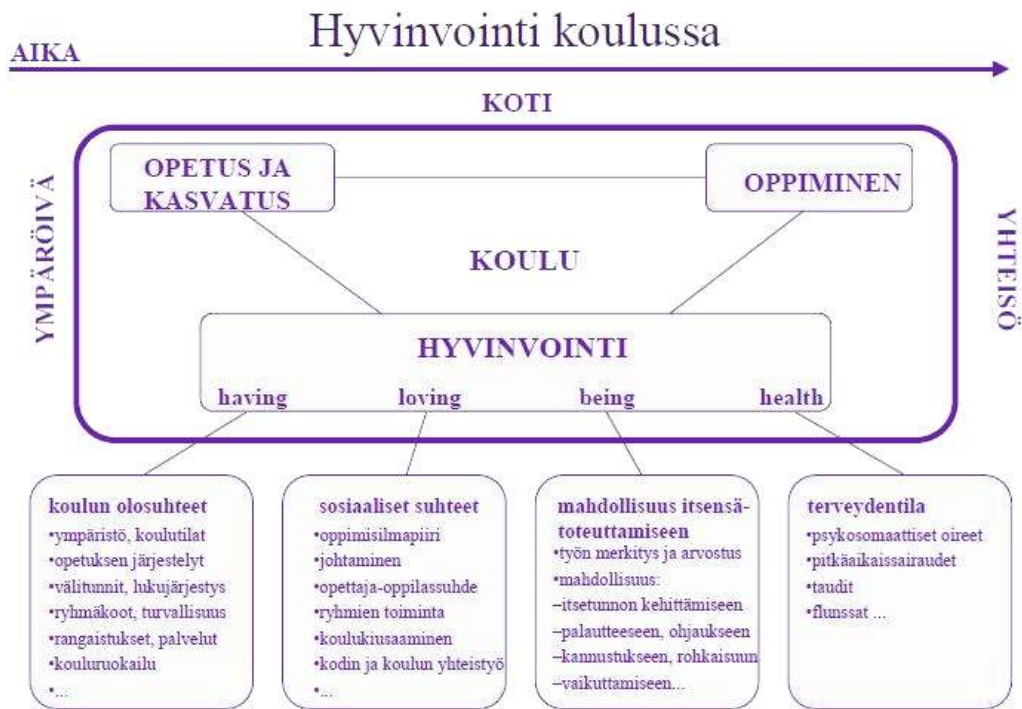 Hyvinvointi koulussa
AIKA
KOTI
YMPÄRÖIVÄ
YHTEISÖ
OPETUS JA
KASVATUS
OPPIMINEN
KOULU
HYVINVOINTI
having
loving
being
health
koulun olosuhteet
•ympäristö, koulutilat
•opetuksen järjestelyt
•välitunnit, lukujärjestys
•ryhmäkoot, turvallisuus
•rangaistukset, palvelut
•kouluruokailu
•...
sosiaaliset suhteet
•oppimisilmapiiri
•johtaminen
•opettaja-oppilassuhde
•ryhmien toiminta
•koulukiusaaminen
•kodin ja koulun yhteistyö
•...
mahdollisuus itsensä-
toteuttamiseen
•työn merkitys ja arvostus
•mahdollisuus:
–itsetunnon kehittämiseen
–palautteeseen, ohjaukseen
–kannustukseen, rohkaisuun
–vaikuttamiseen...
terveydentila
•psykosomaattiset oireet
•pitkäaikaissairaudet
•taudit
•flunssat ...